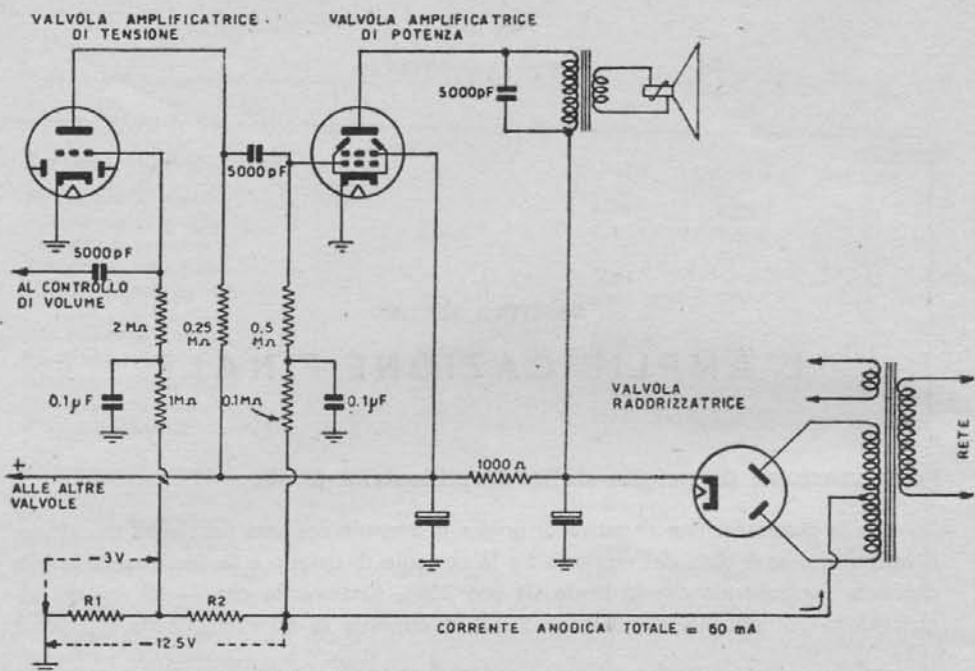 VALVOLA AMPLIFICATRICE
DI TENSIONE
VALVOLA AMPLIFICATRICE
DI POTENZA
5000pF
5000pF
5000pF
AL CONTROLLO
DI VOLUME
2 MΩ
0.25
MΩ
0.5
MΩ
0.1µF
1MΩ
0.1MΩ
0.1µF
VALVOLA
RADDRIZZATRICE
RETE
+
ALLE ALTRE
VALVOLE
1000 Ω
3V
R1
R2
12.5V
CORRENTE ANODICA TOTALE = 60 mA